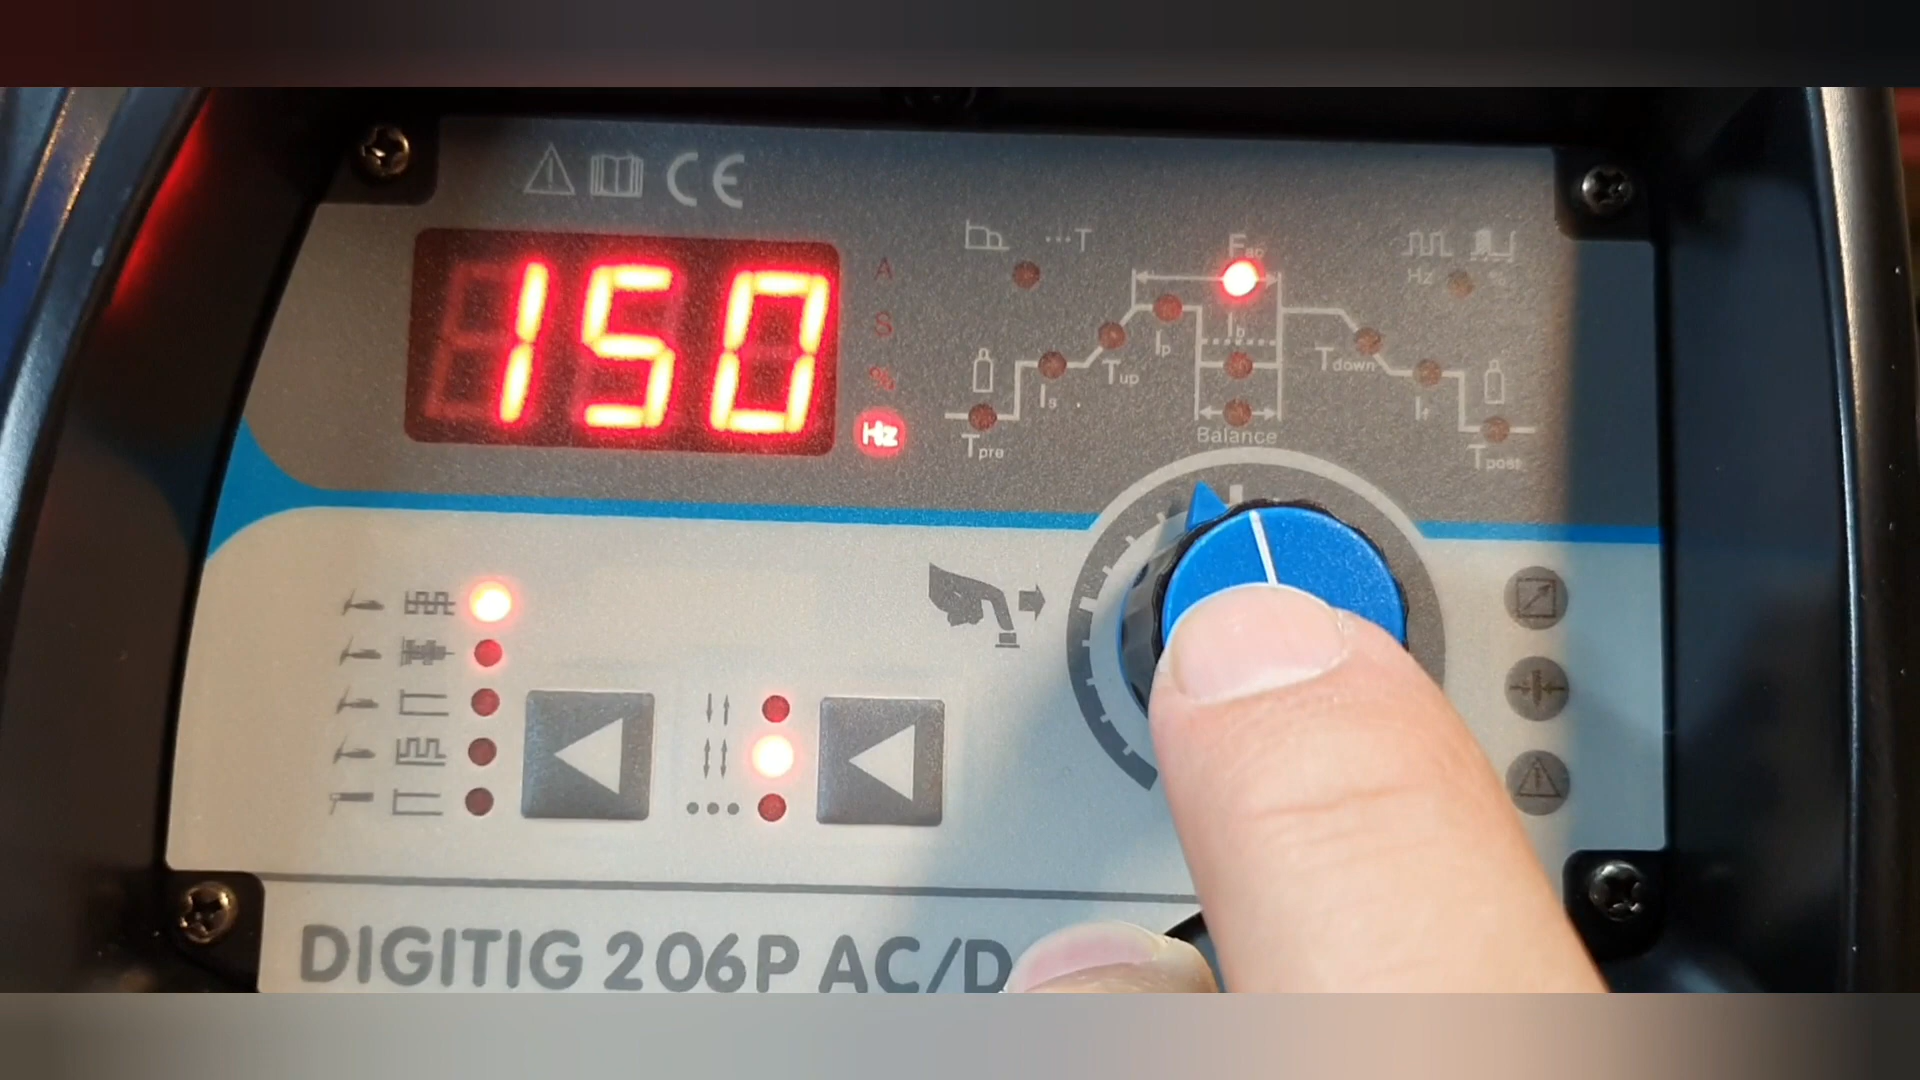 CE
150
A
S
%
Hz
...T
Fac
Hz %
Ib
Ip
Tup
Is
Tdown
If
Tpre
Balance
Tpost
DIGITIG 206P AC/D